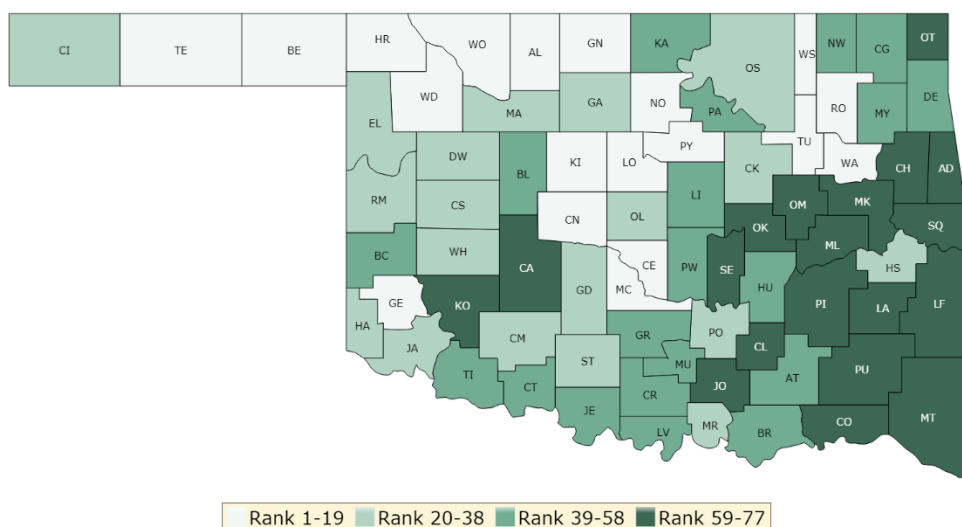 HR WO AL GN KA WS NW CG OT
CI TE BE OS
WD NO RO DE
MA GA PA MY
EL TU
PY
DW KI LO WA
BL CK CH AD
RM CS LI OM MK
CN OL OK SQ
WH ML
BC CA CE PW SE HS
GE MC GD HU
KO PI LA LF
HA
CM GR PO CL
JA ST
MU PU
TI CT JO AT
CR MT
JE LV MR BR CO
Rank 1-19 Rank 20-38 Rank 39-58 Rank 59-77